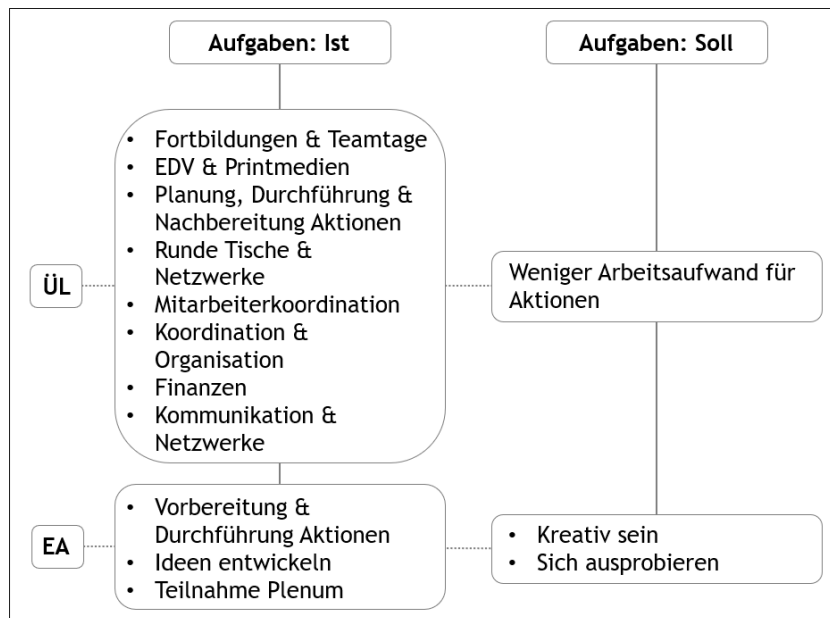 Aufgaben: Ist
Aufgaben: Soll
ÜL
• Fortbildungen & Teamtage
• EDV & Printmedien
• Planung, Durchführung &
Nachbereitung Aktionen
• Runde Tische &
Netzwerke
• Mitarbeiterkoordination
• Koordination &
Organisation
• Finanzen
• Kommunikation &
Netzwerke
Weniger Arbeitsaufwand für
Aktionen
EA
• Vorbereitung &
Durchführung Aktionen
• Ideen entwickeln
• Teilnahme Plenum
• Kreativ sein
• Sich ausprobieren